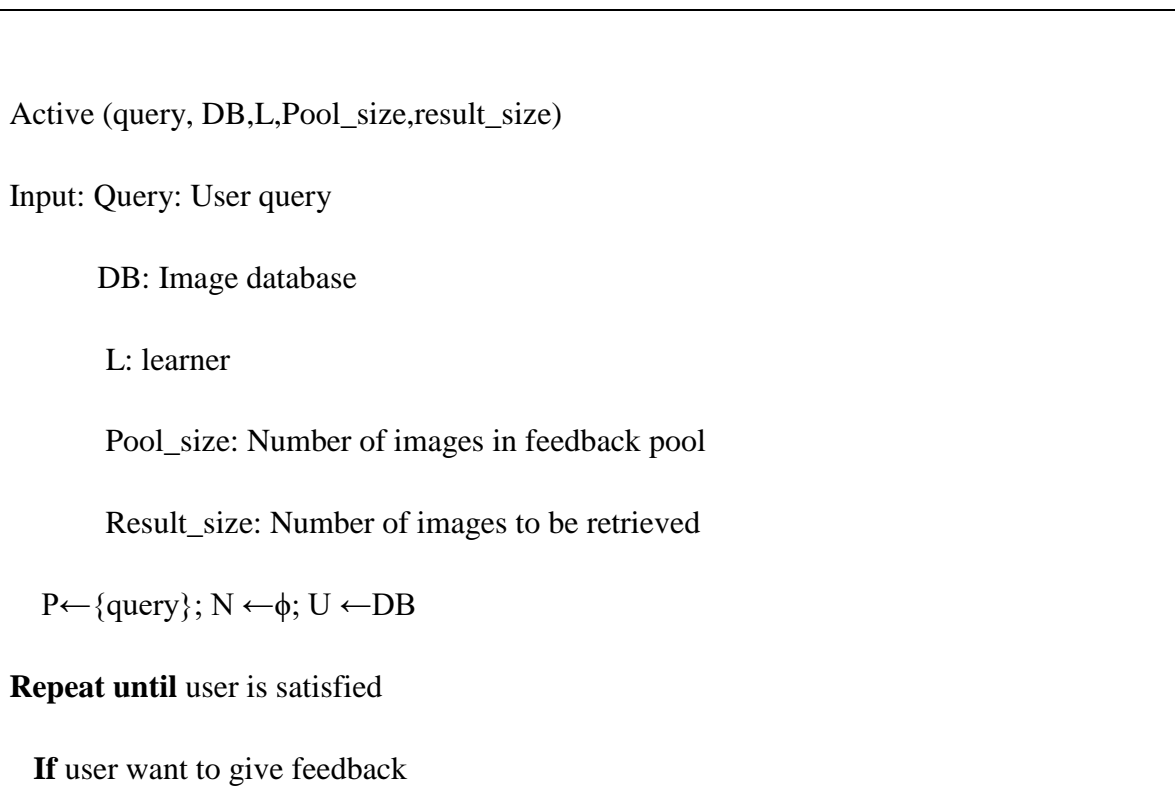 Active (query, DB,L,Pool_size,result_size)
Input: Query: User query
DB: Image database
L: learner
Pool_size: Number of images in feedback pool
Result_size: Number of images to be retrieved
P←{query}; N ←ϕ; U ←DB
Repeat until user is satisfied
If user want to give feedback